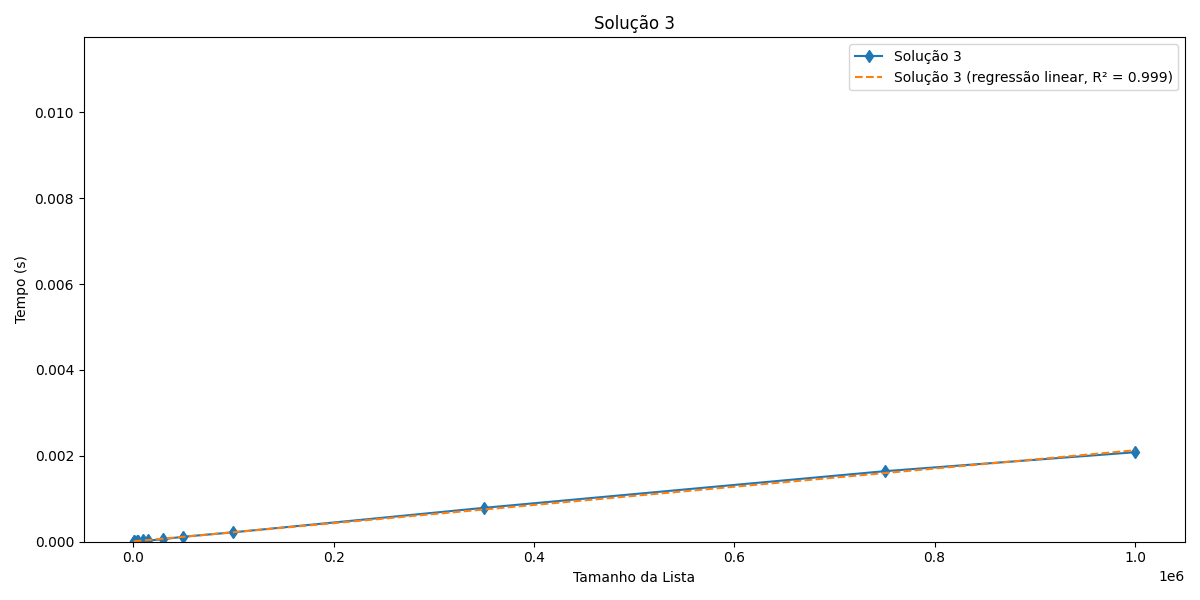 Solução 3
Solução 3
Solução 3 (regressão linear, R² = 0.999)
0.010
0.008
0.006
0.004
0.002
0.000
Tempo (s)
0.0 0.2 0.4 0.6 0.8 1.0
1e6
Tamanho da Lista